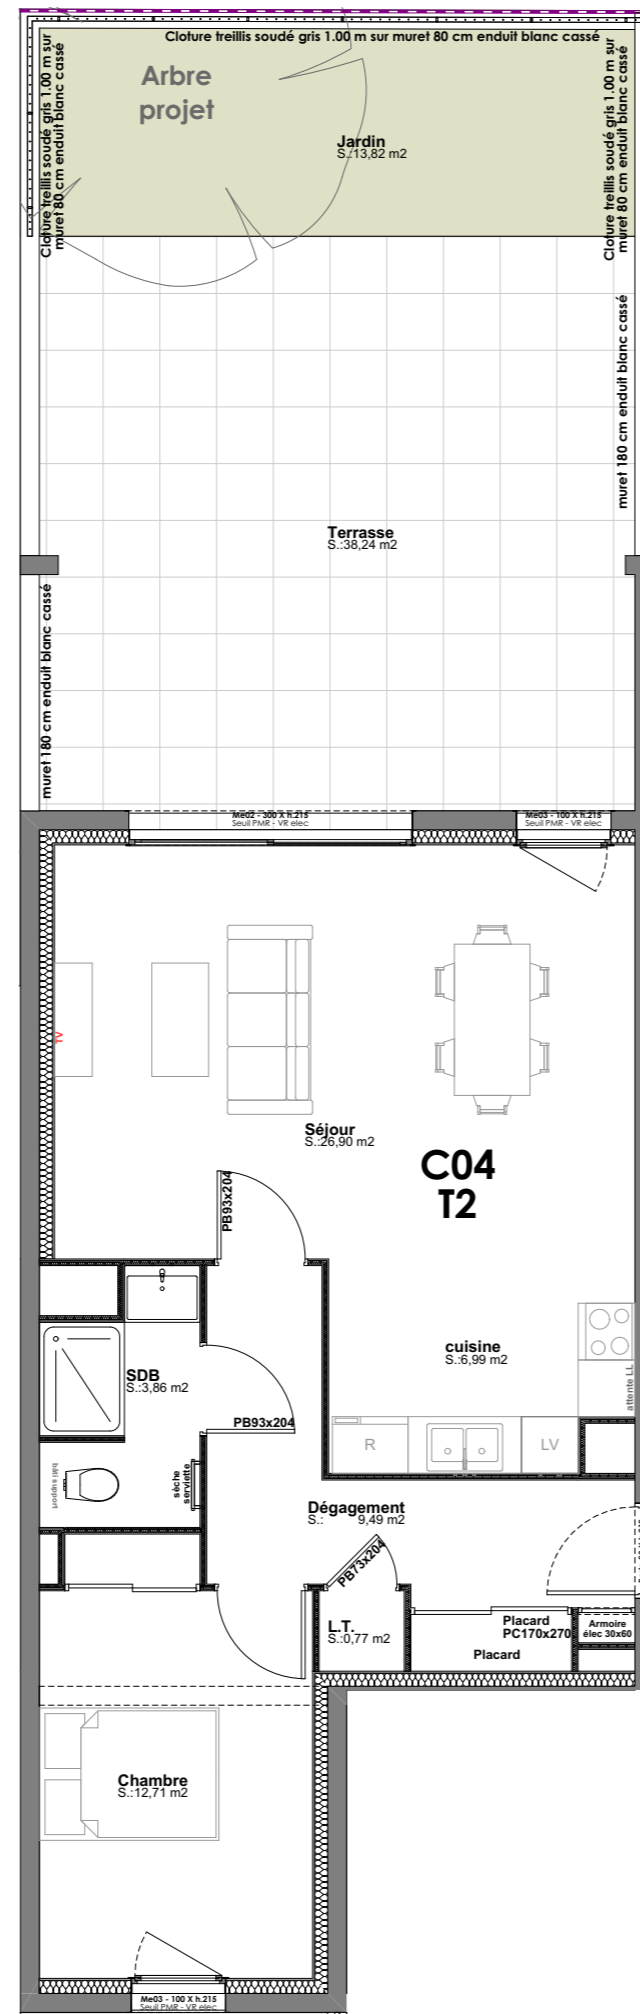 Cloture treillis soudé gris 1.00 m sur muret 80 cm enduit blanc cassé
Cloture treillis soudé gris 1.00 m sur
muret 80 cm enduit blanc cassé
Cloture treillis soudé gris 1.00 m sur
muret 80 cm enduit blanc cassé
Arbre
projet
Jardin
S.:13,82 m2
muret 180 cm enduit blanc cassé
Terrasse
S.:38,24 m2
muret 180 cm enduit blanc cassé
Me02 - 300 X h.215
Seuil PMR - VR elec
Me03 - 100 X h.215
Seuil PMR - VR elec
TV
Séjour
S.:26,90 m2
C04
T2
PB93x204
cuisine
S.:6,99 m2
SDB
S.:3,86 m2
attente LL
PB93x204
R
LV
bâti support
sèche
serviette
Dégagement
S.: 9,49 m2
PB73x204
L.T.
S.:0,77 m2
Placard
PC170x270
Armoire
élec 30x60
Placard
Chambre
S.:12,71 m2
Me03 - 100 X h.215
Seuil PMR - VR elec